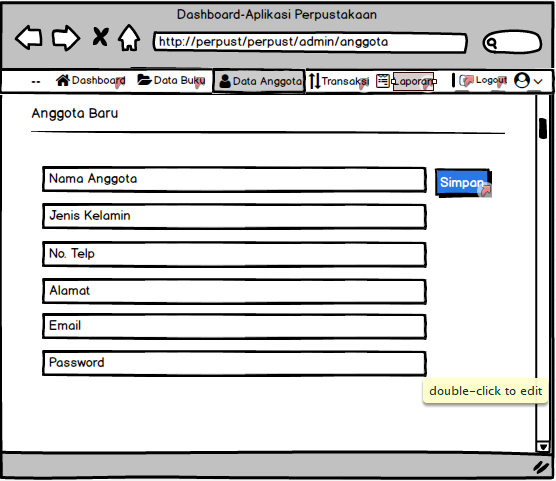 Dashboard-Aplikasi Perpustakaan
http://perpust/perpust/admin/anggota
-- Dashboard Data Buku Data Anggota Transaksi Laporan Logout
Anggota Baru
Nama Anggota
Simpan
Jenis Kelamin
No. Telp
Alamat
Email
Password
double-click to edit